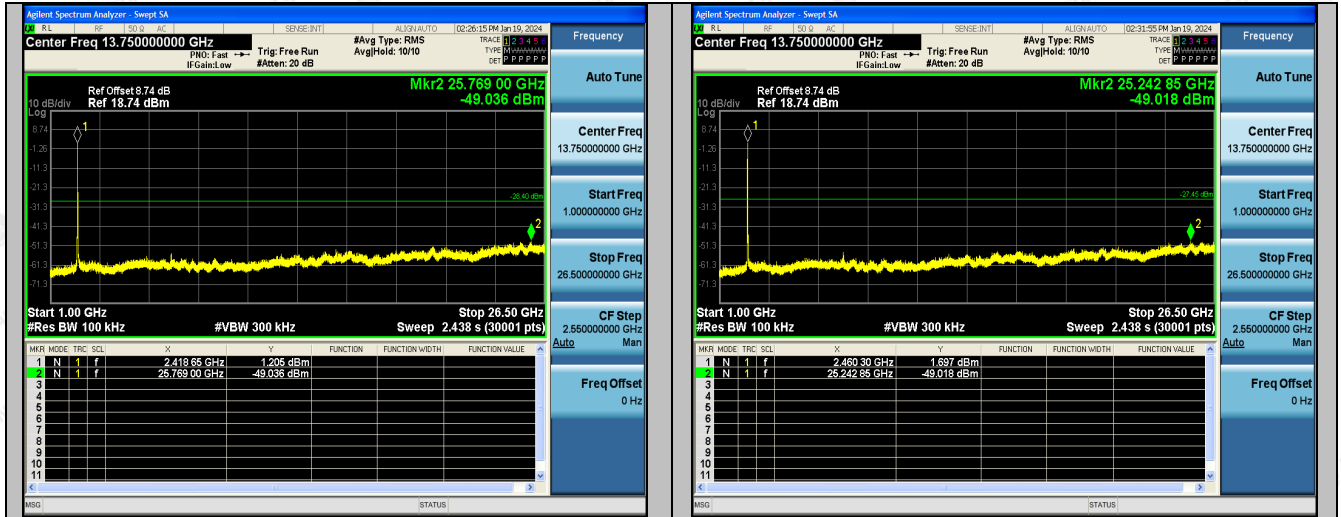 Agilent Spectrum Analyzer - Swept SA
LXI RL RF 50 Ω AC SENSE:INT ALIGN AUTO 02:26:15 PM Jan 19, 2024
Center Freq 13.750000000 GHz
#Avg Type: RMS
TRACE 1 2 3 4 5 6
PNO: Fast
Trig: Free Run
Avg|Hold: 10/10
TYPE M
IFGain:Low
#Atten: 20 dB
DET P P P P P P
Mkr2 25.769 00 GHz
-49.036 dBm
Ref Offset 8.74 dB
10 dB/div Ref 18.74 dBm
Log
8.74
-1.26
-11.3
-21.3
-31.3
-41.3
-51.3
-61.3
-71.3
1
-28.40 dBm
2
Start 1.00 GHz Stop 26.50 GHz
#Res BW 100 kHz #VBW 300 kHz Sweep 2.438 s (30001 pts)
MKR MODE TRC SCL X Y FUNCTION FUNCTION WIDTH FUNCTION VALUE
1 N 1 f 2.418 65 GHz 1.205 dBm
2 N 1 f 25.769 00 GHz -49.036 dBm
3
4
5
6
7
8
9
10
11
MSG STATUS
Frequency
Auto Tune
Center Freq
13.750000000 GHz
Start Freq
1.000000000 GHz
Stop Freq
26.500000000 GHz
CF Step
2.550000000 GHz
Auto Man
Freq Offset
0 Hz
Agilent Spectrum Analyzer - Swept SA
LXI RL RF 50 Ω AC SENSE:INT ALIGN AUTO 02:31:55 PM Jan 19, 2024
Center Freq 13.750000000 GHz
#Avg Type: RMS
TRACE 1 2 3 4 5 6
PNO: Fast
Trig: Free Run
Avg|Hold: 10/10
TYPE M
IFGain:Low
#Atten: 20 dB
DET P P P P P P
Mkr2 25.242 85 GHz
-49.018 dBm
Ref Offset 8.74 dB
10 dB/div Ref 18.74 dBm
Log
8.74
-1.26
-11.3
-21.3
-31.3
-41.3
-51.3
-61.3
-71.3
1
-27.45 dBm
2
Start 1.00 GHz Stop 26.50 GHz
#Res BW 100 kHz #VBW 300 kHz Sweep 2.438 s (30001 pts)
MKR MODE TRC SCL X Y FUNCTION FUNCTION WIDTH FUNCTION VALUE
1 N 1 f 2.460 30 GHz 1.697 dBm
2 N 1 f 25.242 85 GHz -49.018 dBm
3
4
5
6
7
8
9
10
11
MSG STATUS
Frequency
Auto Tune
Center Freq
13.750000000 GHz
Start Freq
1.000000000 GHz
Stop Freq
26.500000000 GHz
CF Step
2.550000000 GHz
Auto Man
Freq Offset
0 Hz